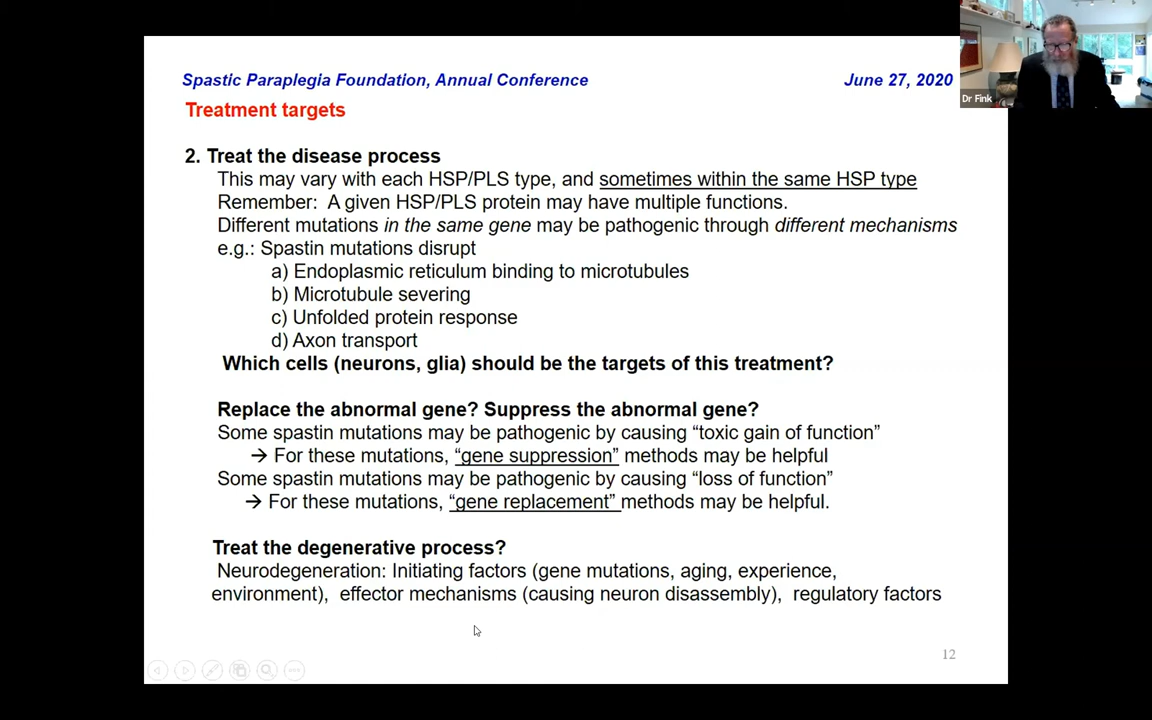 Spastic Paraplegia Foundation, Annual Conference June 27, 2020
Dr Fink
Treatment targets
2. Treat the disease process
This may vary with each HSP/PLS type, and sometimes within the same HSP type
Remember: A given HSP/PLS protein may have multiple functions.
Different mutations in the same gene may be pathogenic through different mechanisms
e.g.: Spastin mutations disrupt
a) Endoplasmic reticulum binding to microtubules
b) Microtubule severing
c) Unfolded protein response
d) Axon transport
Which cells (neurons, glia) should be the targets of this treatment?
Replace the abnormal gene? Suppress the abnormal gene?
Some spastin mutations may be pathogenic by causing “toxic gain of function”
→ For these mutations, “gene suppression” methods may be helpful
Some spastin mutations may be pathogenic by causing “loss of function”
→ For these mutations, “gene replacement” methods may be helpful.
Treat the degenerative process?
Neurodegeneration: Initiating factors (gene mutations, aging, experience,
environment), effector mechanisms (causing neuron disassembly), regulatory factors
12